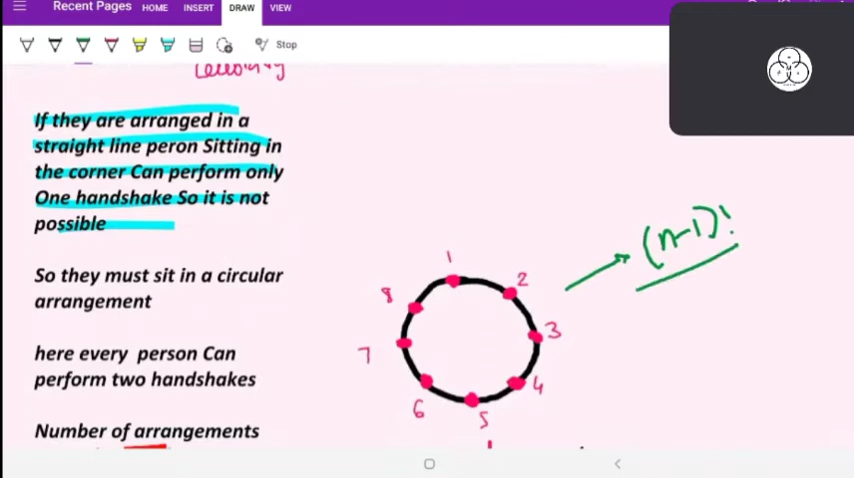 Recent Pages HOME INSERT DRAW VIEW
Stop
If they are arranged in a
straight line peron Sitting in
the corner Can perform only
One handshake So it is not
possible
So they must sit in a circular
arrangement
here every person Can
perform two handshakes
Number of arrangements
(n-1)!
1
2
3
4
5
6
7
8